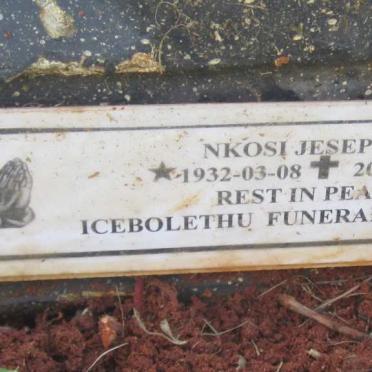 NKOSI JESEP
★1932-03-08 ✝ 20
REST IN PEA
ICEBOLETHU FUNERA